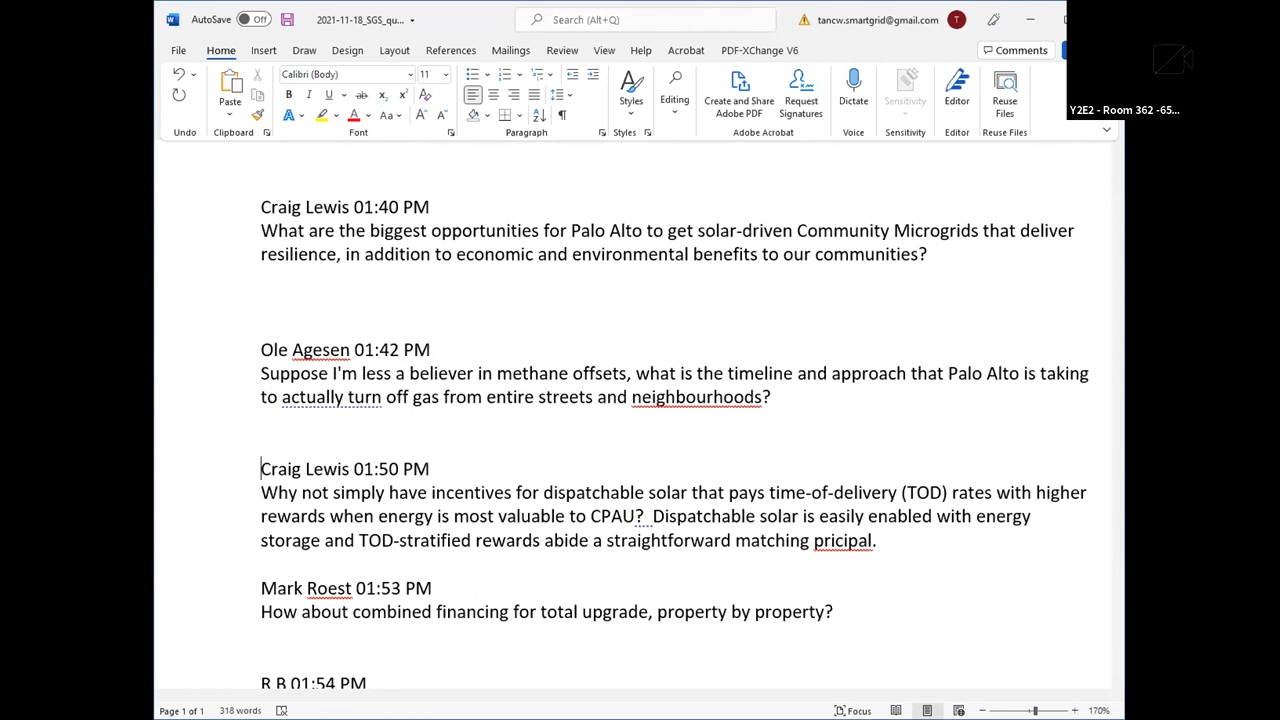 AutoSave Off 2021-11-18_SGS_qu... Search (Alt+Q) tancw.smartgrid@gmail.com T
File Home Insert Draw Design Layout References Mailings Review View Help Acrobat PDF-XChange V6 Comments
Calibri (Body) 11
Paste Styles Editing Create and Share Adobe PDF Request Signatures Dictate Sensitivity Editor Reuse Files
Undo Clipboard Font Paragraph Styles Adobe Acrobat Voice Sensitivity Editor Reuse Files
Y2E2 - Room 362 -65...
Craig Lewis 01:40 PM
What are the biggest opportunities for Palo Alto to get solar-driven Community Microgrids that deliver
resilience, in addition to economic and environmental benefits to our communities?
Ole Agesen 01:42 PM
Suppose I'm less a believer in methane offsets, what is the timeline and approach that Palo Alto is taking
to actually turn off gas from entire streets and neighbourhoods?
Craig Lewis 01:50 PM
Why not simply have incentives for dispatchable solar that pays time-of-delivery (TOD) rates with higher
rewards when energy is most valuable to CPAU?  Dispatchable solar is easily enabled with energy
storage and TOD-stratified rewards abide a straightforward matching pricipal.
Mark Roest 01:53 PM
How about combined financing for total upgrade, property by property?
R B 01:54 PM
Page 1 of 1 318 words Focus 170%